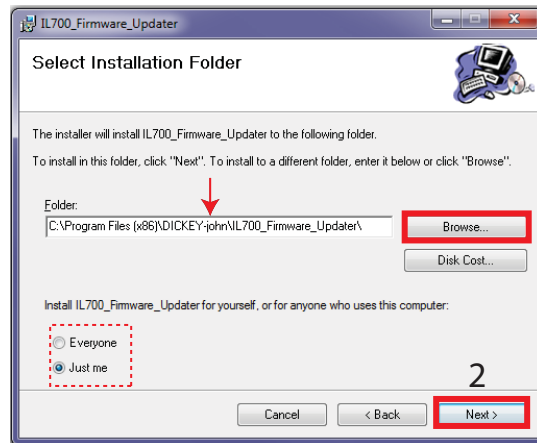 IL700_Firmware_Updater
Select Installation Folder
The installer will install IL700_Firmware_Updater to the following folder.
To install in this folder, click "Next". To install to a different folder, enter it below or click "Browse".
Folder:
C:\Program Files (x86)\DICKEY-john\IL700_Firmware_Updater\
Browse...
Disk Cost...
Install IL700_Firmware_Updater for yourself, or for anyone who uses this computer:
Everyone
Just me
2
Cancel
< Back
Next >